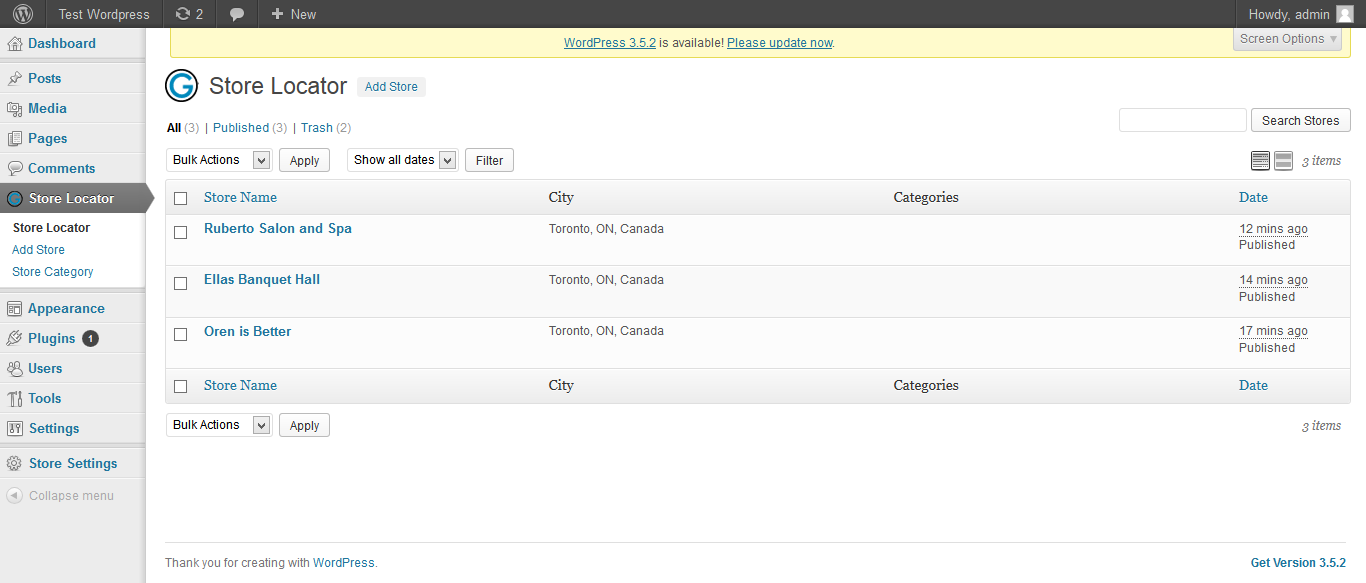 Test Wordpress 2 + New Howdy, admin
WordPress 3.5.2 is available! Please update now.
Screen Options
Dashboard
Posts
Media
Pages
Comments
Store Locator
Store Locator
Add Store
Store Category
Appearance
Plugins 1
Users
Tools
Settings
Store Settings
Collapse menu
G Store Locator Add Store
All (3) | Published (3) | Trash (2)
Search Stores
Bulk Actions Apply Show all dates Filter 3 items
Store Name City Categories Date
Ruberto Salon and Spa Toronto, ON, Canada 12 mins ago
Published
Ellas Banquet Hall Toronto, ON, Canada 14 mins ago
Published
Oren is Better Toronto, ON, Canada 17 mins ago
Published
Store Name City Categories Date
Bulk Actions Apply 3 items
Thank you for creating with WordPress. Get Version 3.5.2